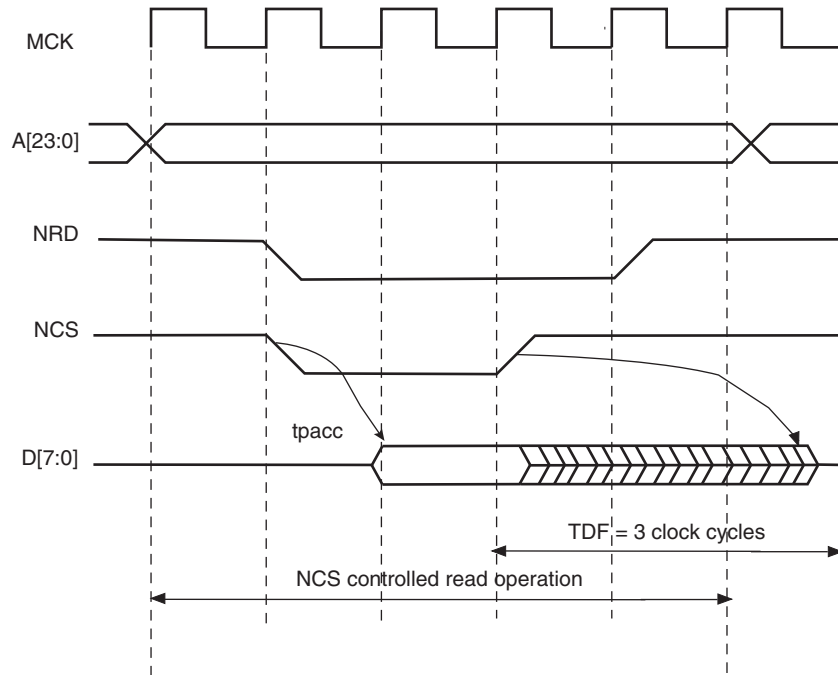 MCK
A[23:0]
NRD
NCS
tpacc
D[7:0]
TDF = 3 clock cycles
NCS controlled read operation